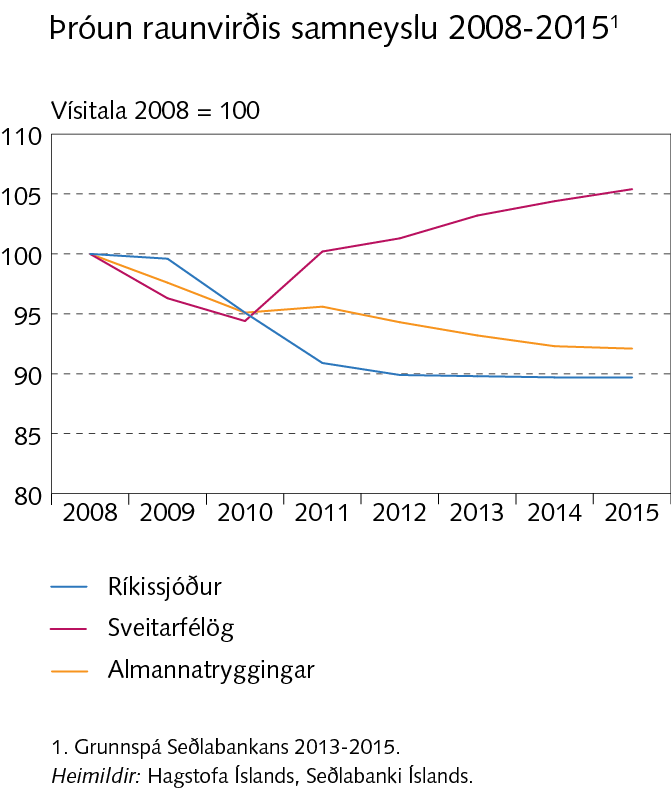 Þróun raunvirðis samneyslu 2008-2015¹
Vísitala 2008 = 100
110
105
100
95
90
85
80
2008 2009 2010 2011 2012 2013 2014 2015
Ríkissjóður
Sveitarfélög
Almannatryggingar
1. Grunnspá Seðlabankans 2013-2015.
Heimildir: Hagstofa Íslands, Seðlabanki Íslands.